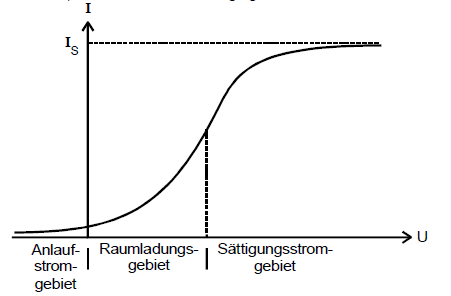 I
I_S
U
Anlauf-
strom-
gebiet
Raumladungs-
gebiet
Sättigungsstrom-
gebiet